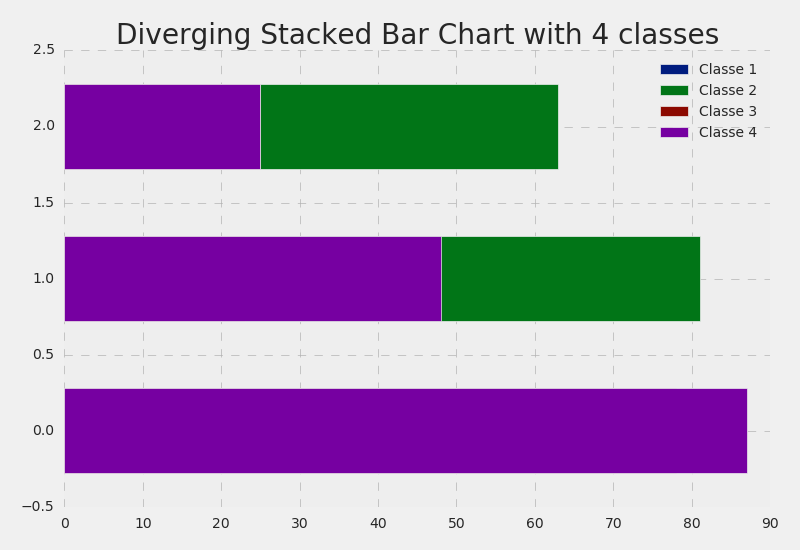 Diverging Stacked Bar Chart with 4 classes
2.5
2.0
1.5
1.0
0.5
0.0
−0.5
0 10 20 30 40 50 60 70 80 90
Classe 1
Classe 2
Classe 3
Classe 4